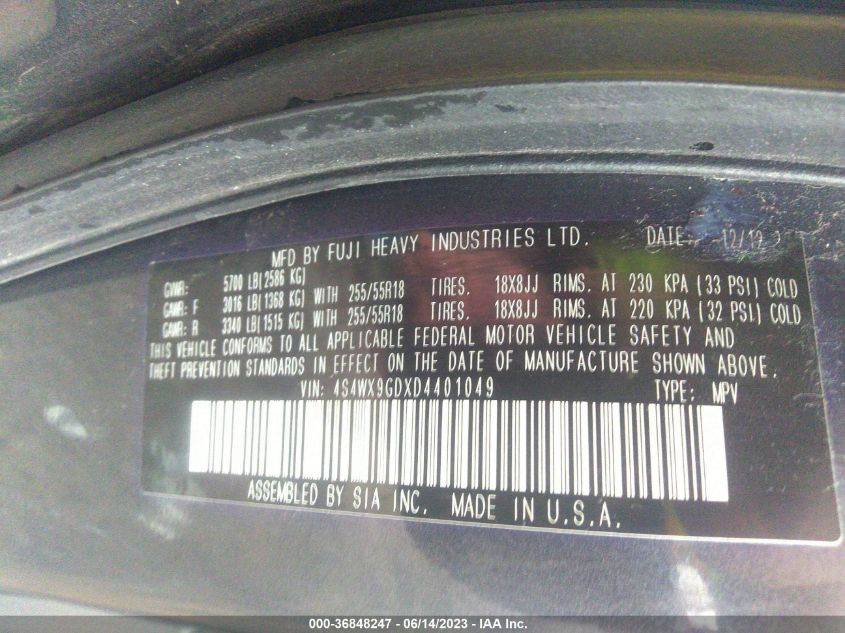 MFD BY FUJI HEAVY INDUSTRIES LTD. DATE: 12/19
GVWR: 5700 LB(2586 KG)
GAWR: F 3016 LB(1368 KG) WITH 255/55R18 TIRES, 18X8JJ RIMS, AT 230 KPA (33 PSI) COLD
GAWR: R 3340 LB(1515 KG) WITH 255/55R18 TIRES, 18X8JJ RIMS, AT 220 KPA (32 PSI) COLD
THIS VEHICLE CONFORMS TO ALL APPLICABLE FEDERAL MOTOR VEHICLE SAFETY AND
THEFT PREVENTION STANDARDS IN EFFECT ON THE DATE OF MANUFACTURE SHOWN ABOVE.
VIN: 4S4WX9GDXD4401049 TYPE: MPV
ASSEMBLED BY SIA INC. MADE IN U.S.A.
000-36848247 - 06/14/2023 - IAA Inc.